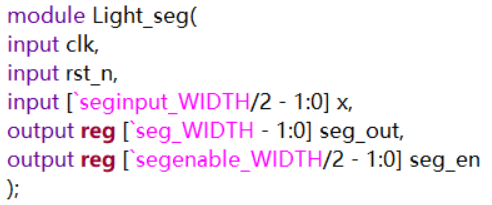 module Light_seg(
input clk,
input rst_n,
input [`seginput_WIDTH/2 - 1:0] x,
output reg [`seg_WIDTH - 1:0] seg_out,
output reg [`segenable_WIDTH/2 - 1:0] seg_en
);